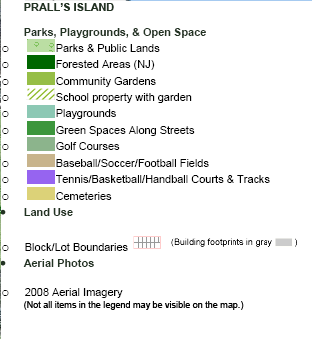 PRALL'S ISLAND
Parks, Playgrounds, & Open Space
Parks & Public Lands
Forested Areas (NJ)
Community Gardens
School property with garden
Playgrounds
Green Spaces Along Streets
Golf Courses
Baseball/Soccer/Football Fields
Tennis/Basketball/Handball Courts & Tracks
Cemeteries
Land Use
Block/Lot Boundaries (Building footprints in gray )
Aerial Photos
2008 Aerial Imagery
(Not all items in the legend may be visible on the map.)